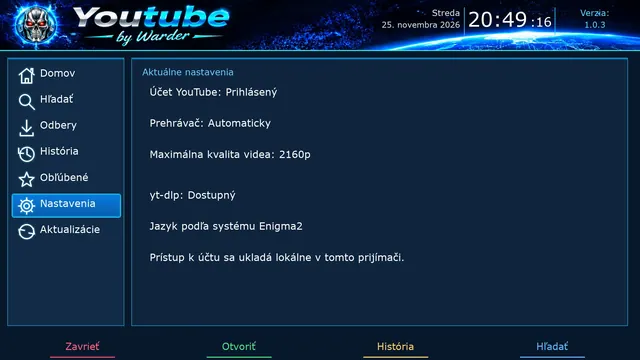 Youtube
by Warder
Streda
25. novembra 2026
20:49:16
Verzia:
1.0.3
Domov
Hľadať
Odbery
História
Obľúbené
Nastavenia
Aktualizácie
Aktuálne nastavenia
Účet YouTube: Prihlásený
Prehrávač: Automaticky
Maximálna kvalita videa: 2160p
yt-dlp: Dostupný
Jazyk podľa systému Enigma2
Prístup k účtu sa ukladá lokálne v tomto prijímači.
Zavrieť
Otvoriť
História
Hľadať